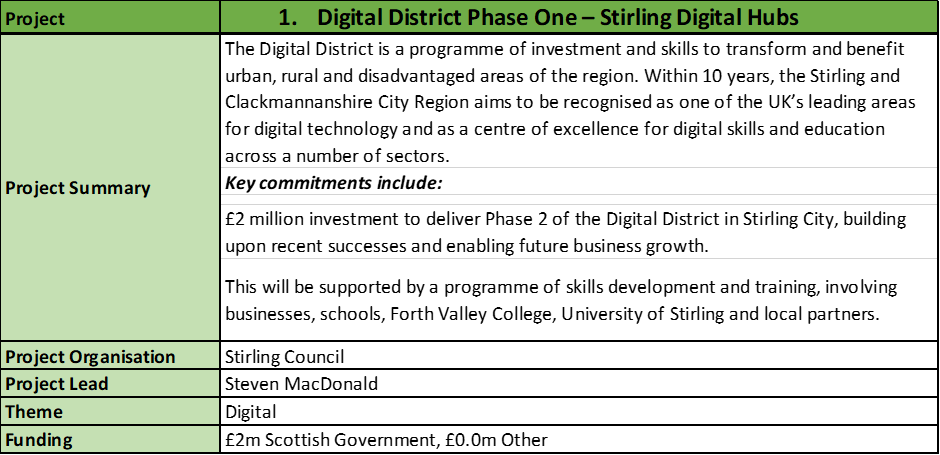 Project
1. Digital District Phase One – Stirling Digital Hubs
Project Summary
The Digital District is a programme of investment and skills to transform and benefit
urban, rural and disadvantaged areas of the region. Within 10 years, the Stirling and
Clackmannanshire City Region aims to be recognised as one of the UK's leading areas
for digital technology and as a centre of excellence for digital skills and education
across a number of sectors.
Key commitments include:
£2 million investment to deliver Phase 2 of the Digital District in Stirling City, building
upon recent successes and enabling future business growth.
This will be supported by a programme of skills development and training, involving
businesses, schools, Forth Valley College, University of Stirling and local partners.
Project Organisation
Stirling Council
Project Lead
Steven MacDonald
Theme
Digital
Funding
£2m Scottish Government, £0.0m Other